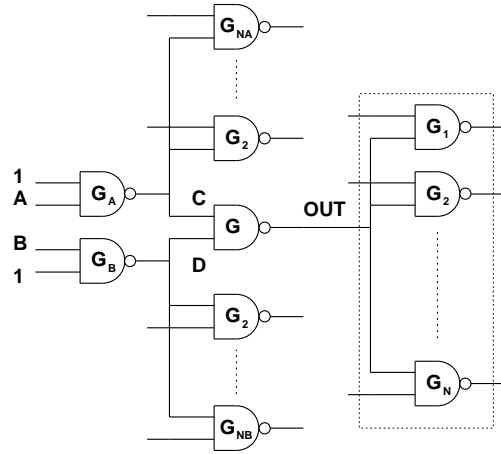 G_NA
G_2 G_1
1 G_A C G_2
A G OUT
B G_B D
1
G_2
G_N
G_NB